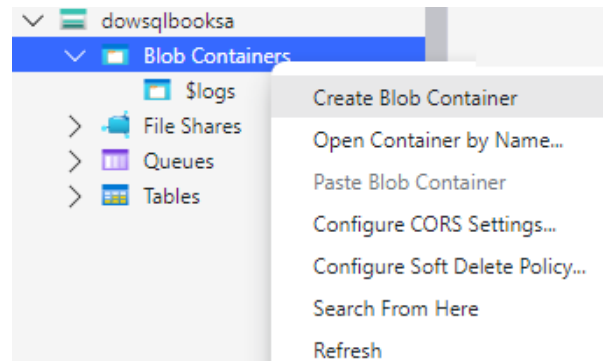 dowsqlbooksa
Blob Containers
$logs
File Shares
Queues
Tables
Create Blob Container
Open Container by Name...
Paste Blob Container
Configure CORS Settings...
Configure Soft Delete Policy...
Search From Here
Refresh